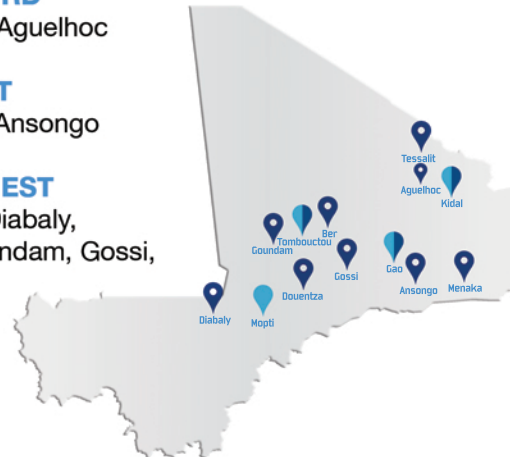 RD
Aguelhoc
T
Ansongo
EST
Diabaly,
ndam, Gossi,
Tessalit
Aguelhoc
Kidal
Ber
Tombouctou
Goundam
Gossi
Gao
Douentza
Ansongo
Menaka
Diabaly
Mopti